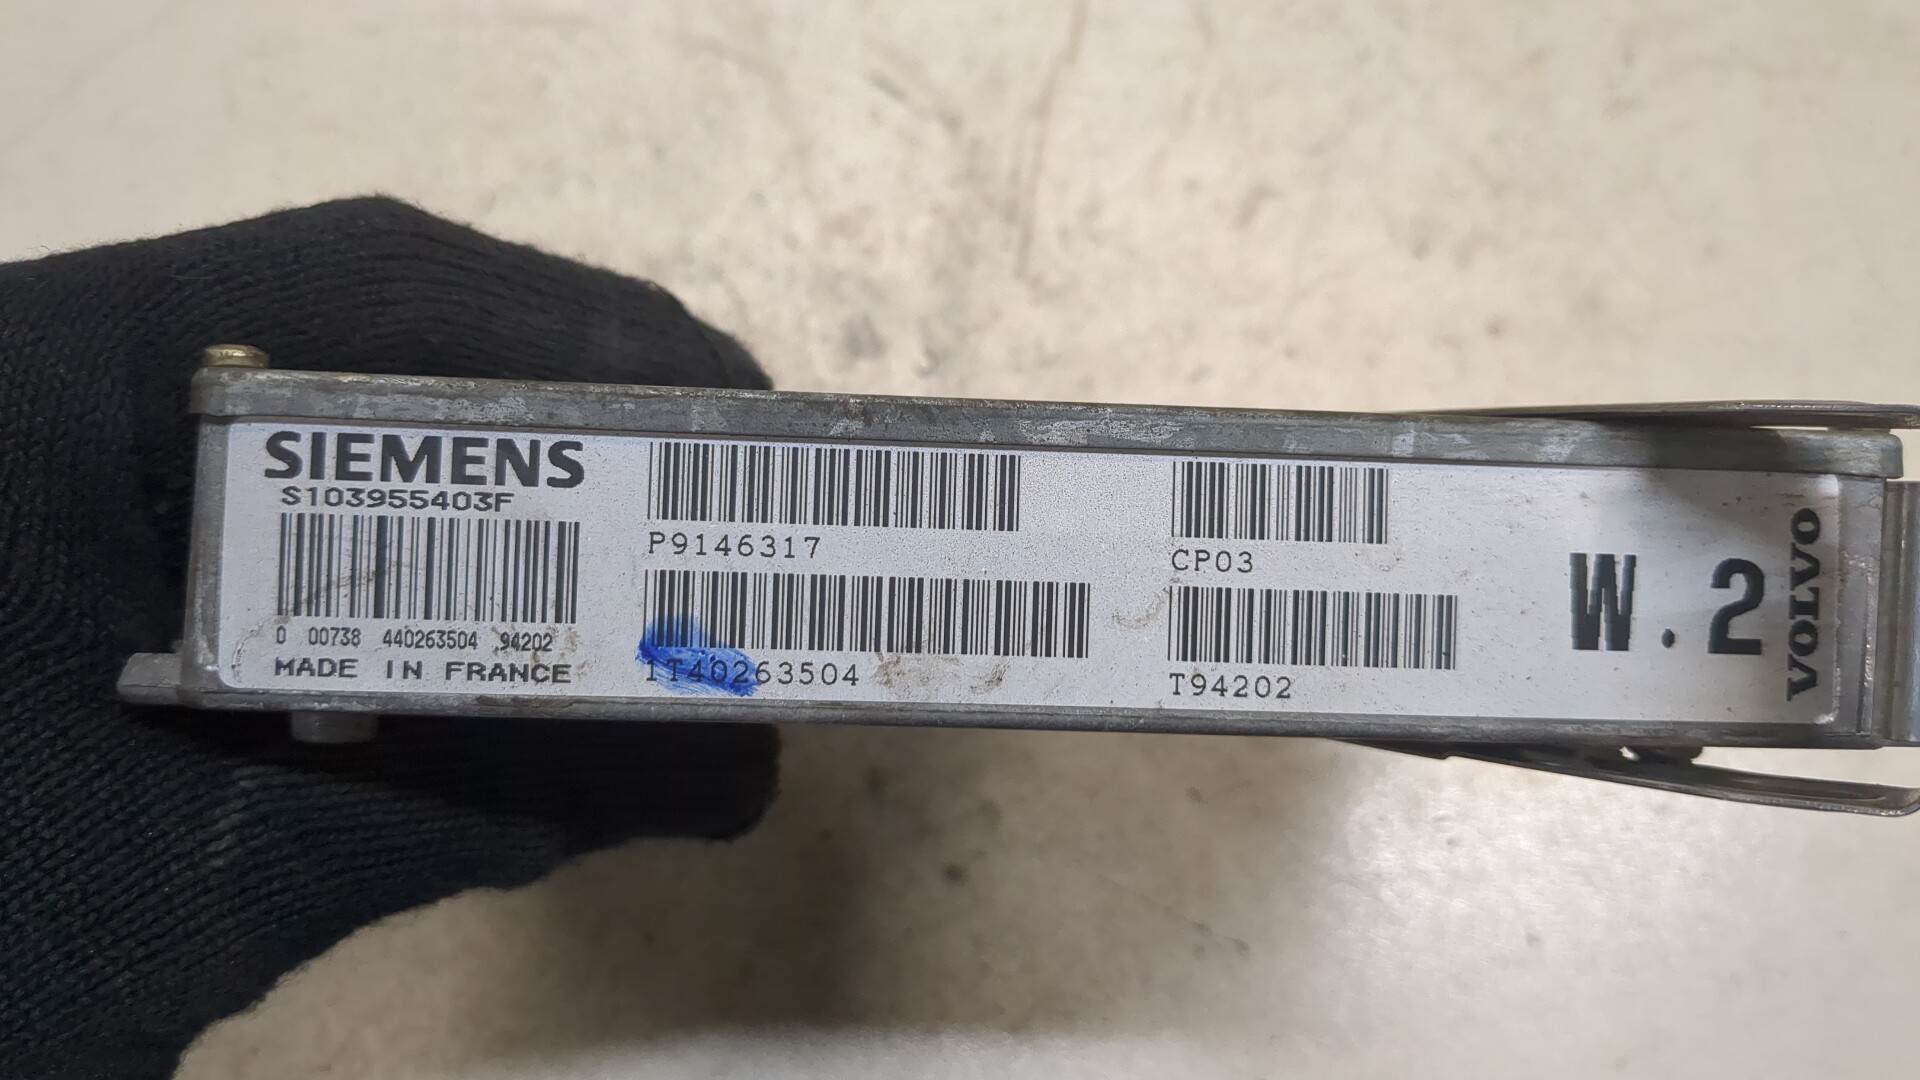 SIEMENS
S103955403F
0 00738 440263504 94202
MADE IN FRANCE
P9146317
1T40263504
CP03
T94202
W.2
VOLVO